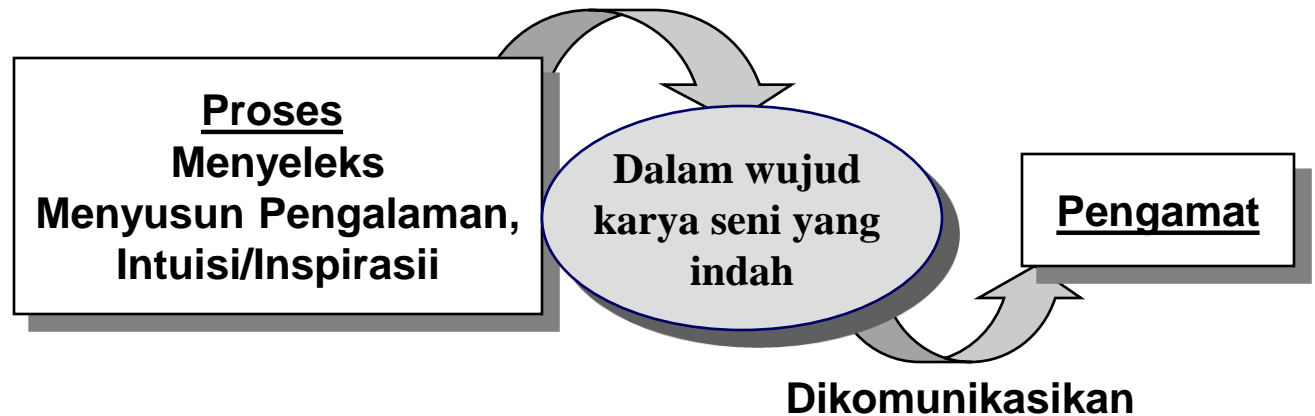 Proses
Menyeleks
Menyusun Pengalaman,
Intuisi/Inspirasii
Dalam wujud
karya seni yang
indah
Pengamat
Dikomunikasikan